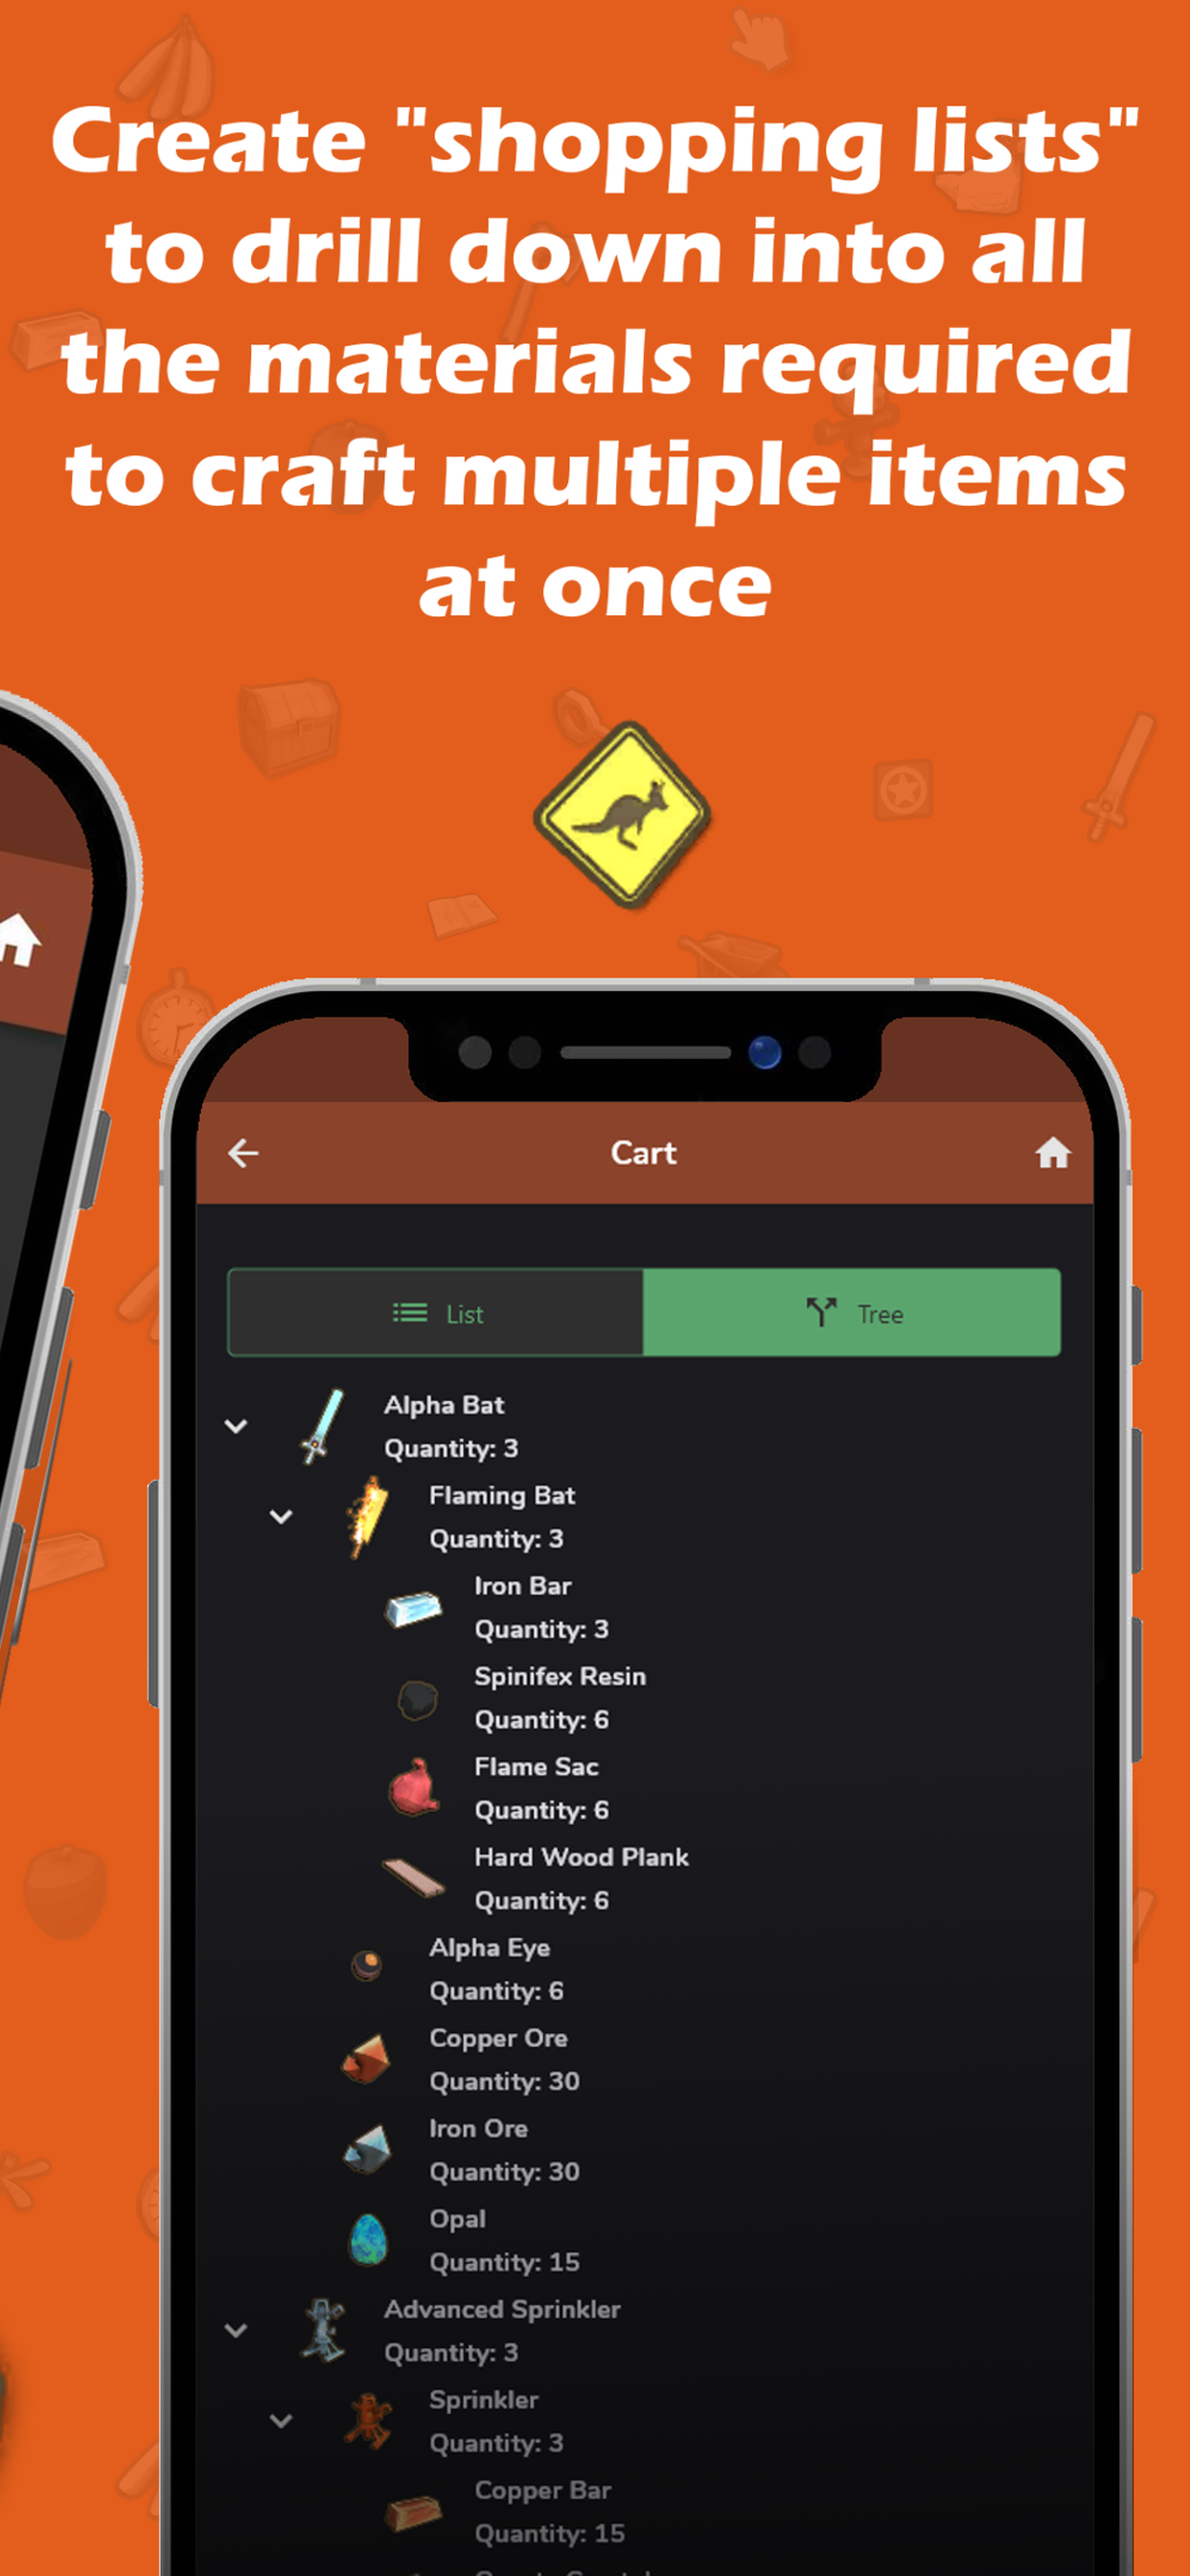 Create "shopping lists"
to drill down into all
the materials required
to craft multiple items
at once
Cart
List
Tree
Alpha Bat
Quantity: 3
Flaming Bat
Quantity: 3
Iron Bar
Quantity: 3
Spinifex Resin
Quantity: 6
Flame Sac
Quantity: 6
Hard Wood Plank
Quantity: 6
Alpha Eye
Quantity: 6
Copper Ore
Quantity: 30
Iron Ore
Quantity: 30
Opal
Quantity: 15
Advanced Sprinkler
Quantity: 3
Sprinkler
Quantity: 3
Copper Bar
Quantity: 15